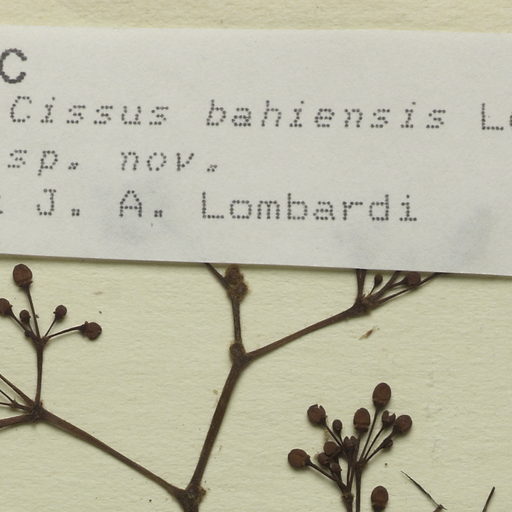 C
Cissus bahiensis
sp. nov.
J. A. Lombardi